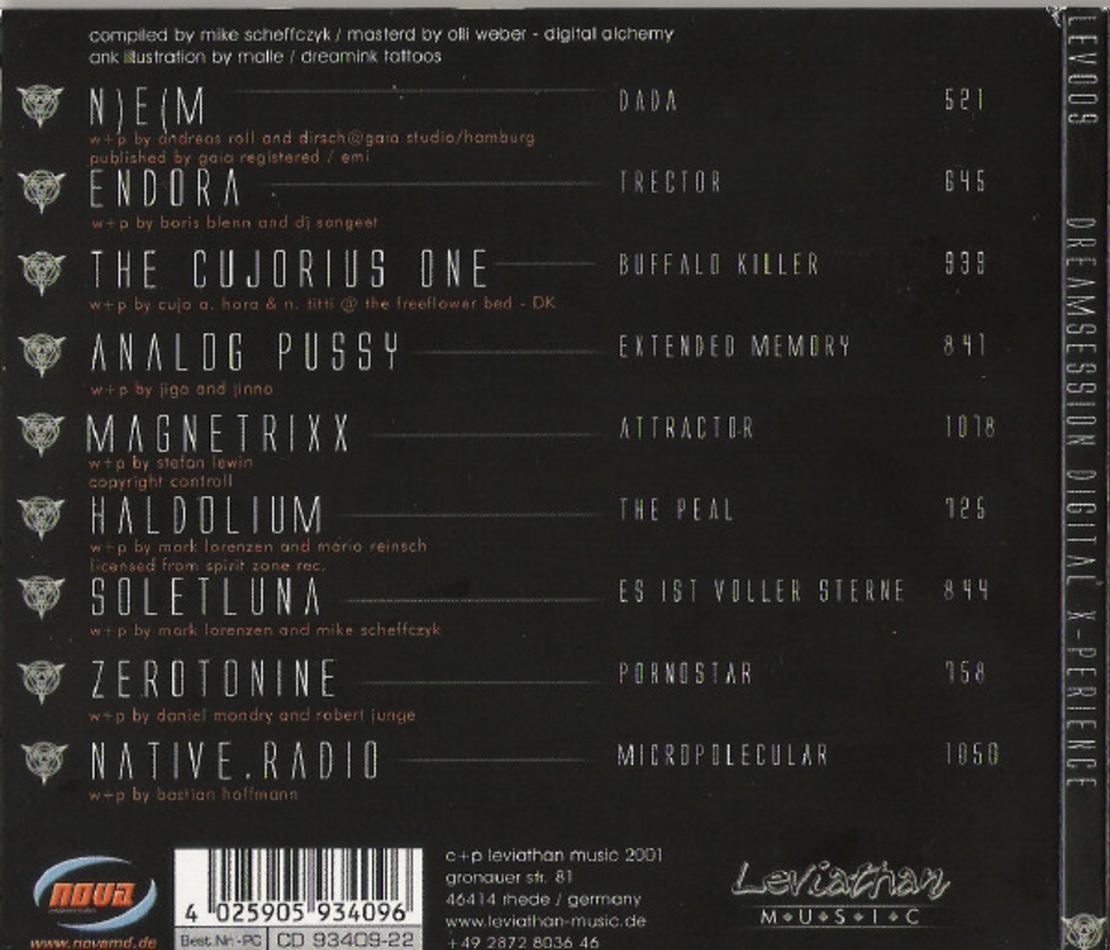 compiled by mike scheffczyk / masterd by olli weber - digital alchemy
ank illustration by malle / dreamink tattoos
N)E(M DADA 521
w+p by andreas roll and dirsch@gaia studio/hamburg
published by gaia registered / emi
ENDORA TRECTOR 645
w+p by boris blenn and dj sangeet
THE CUJORIUS ONE BUFFALO KILLER 939
w+p by cujo a. hora & n. titti @ the freeflower bed - DK
ANALOG PUSSY EXTENDED MEMORY 841
w+p by jiga and jinno
MAGNETRIXX ATTRACTOR 1018
w+p by stefan lewin
copyright controll
HALDOLIUM THE PEAL 725
w+p by mark lorenzen and mario reinsch
licensed from spirit zone rec.
SOLETLUNA ES IST VOLLER STERNE 844
w+p by mark lorenzen and mike scheffczyk
ZEROTONINE PORNOSTAR 758
w+p by daniel mondry and robert junge
NATIVE.RADIO MICROPOLECULAR 1050
w+p by bastian hoffmann
nova
www.novamd.de
4 025905 934096
Best.Nr.-PC CD 93409-22
c+p leviathan music 2001
gronauer str. 81
46414 rhede / germany
www.leviathan-music.de
+49 2872 8036 46
Leviathan
MUSIC
LEV009 DREAMSESSION DIGITAL X-PERIENCE